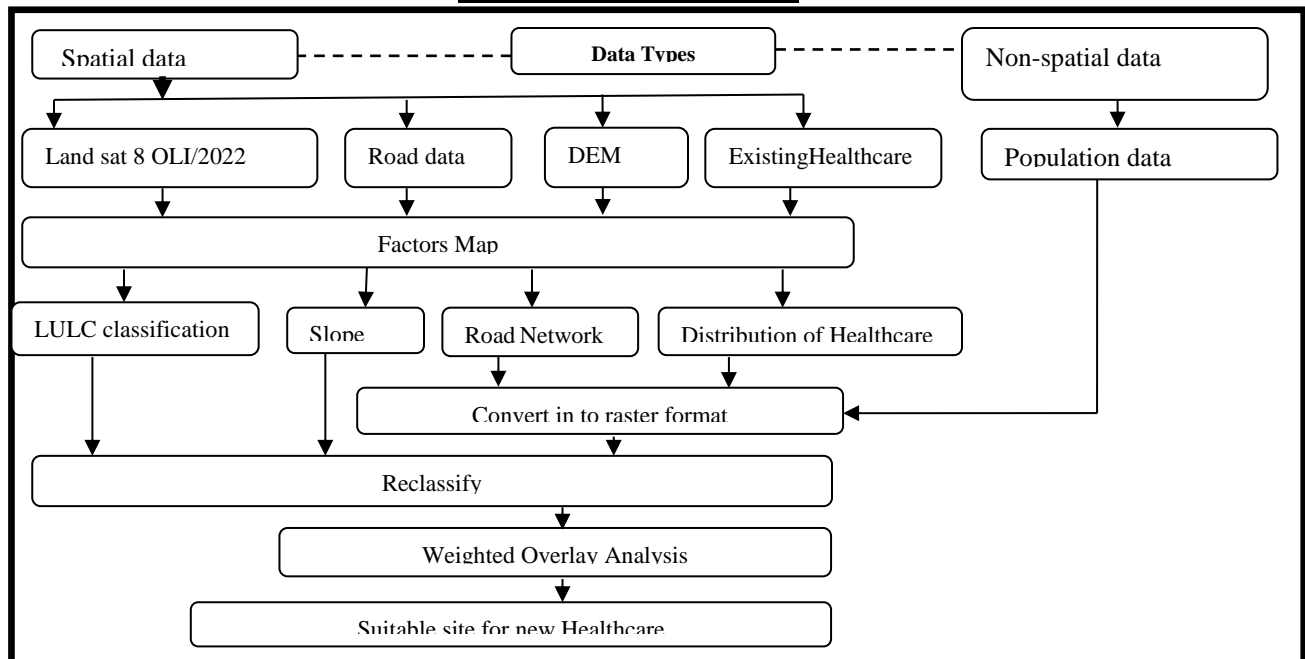 Spatial data
Data Types
Non-spatial data
Land sat 8 OLI/2022
Road data
DEM
ExistingHealthcare
Population data
Factors Map
LULC classification
Slope
Road Network
Distribution of Healthcare
Convert in to raster format
Reclassify
Weighted Overlay Analysis
Suitable site for new Healthcare